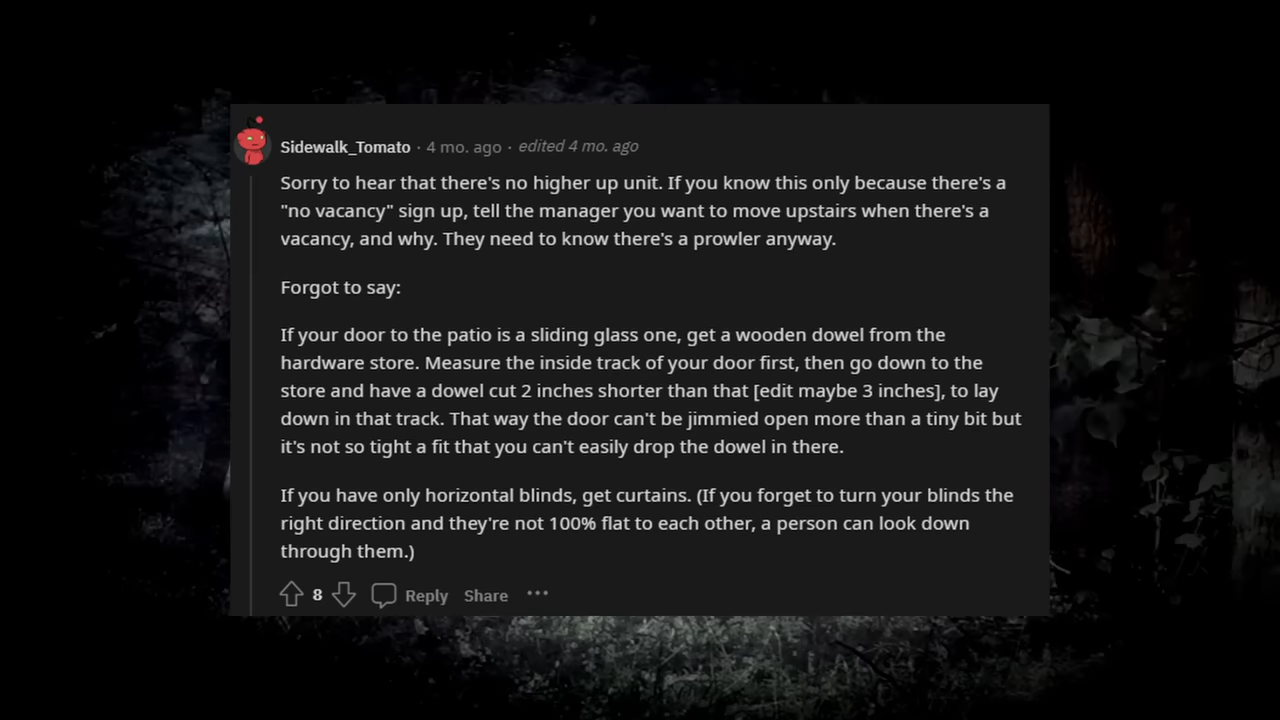 Sidewalk_Tomato · 4 mo. ago · edited 4 mo. ago
Sorry to hear that there's no higher up unit. If you know this only because there's a
"no vacancy" sign up, tell the manager you want to move upstairs when there's a
vacancy, and why. They need to know there's a prowler anyway.
Forgot to say:
If your door to the patio is a sliding glass one, get a wooden dowel from the
hardware store. Measure the inside track of your door first, then go down to the
store and have a dowel cut 2 inches shorter than that [edit maybe 3 inches], to lay
down in that track. That way the door can't be jimmied open more than a tiny bit but
it's not so tight a fit that you can't easily drop the dowel in there.
If you have only horizontal blinds, get curtains. (If you forget to turn your blinds the
right direction and they're not 100% flat to each other, a person can look down
through them.)
8 Reply Share ···